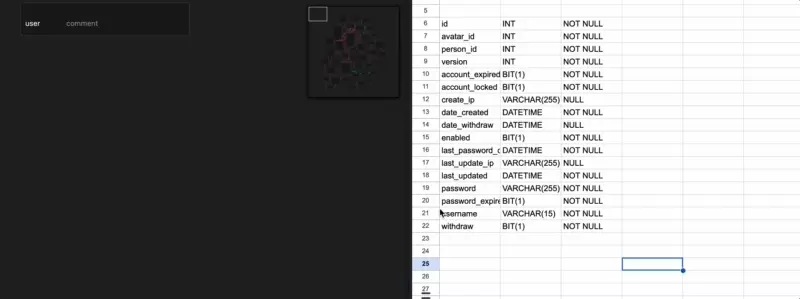 user comment
5
6 id INT NOT NULL
7 avatar_id INT NOT NULL
8 person_id INT NOT NULL
9 version INT NOT NULL
10 account_expired BIT(1) NOT NULL
11 account_locked BIT(1) NOT NULL
12 create_ip VARCHAR(255) NULL
13 date_created DATETIME NOT NULL
14 date_withdraw DATETIME NULL
15 enabled BIT(1) NOT NULL
16 last_password_c DATETIME NOT NULL
17 last_update_ip VARCHAR(255) NULL
18 last_updated DATETIME NOT NULL
19 password VARCHAR(255) NOT NULL
20 password_expire BIT(1) NOT NULL
21 username VARCHAR(15) NOT NULL
22 withdraw BIT(1) NOT NULL
23
24
25
26
27